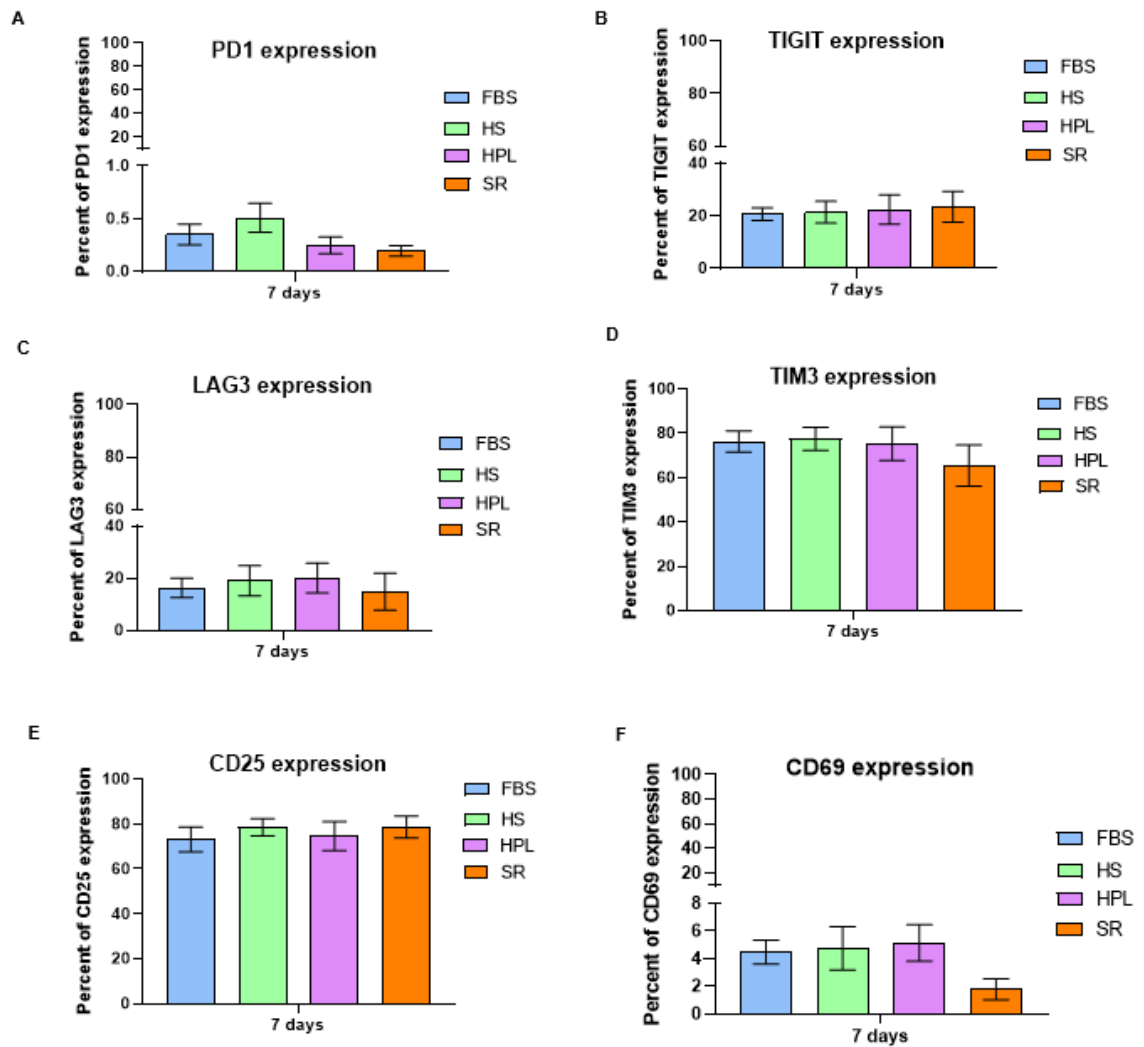 A
PD1 expression
Percent of PD1 expression
100
80
60
40
20
1.0
0.5
0.0
7 days
FBS
HS
HPL
SR
B
TIGIT expression
Percent of TIGIT expression
100
80
60
40
20
0
7 days
FBS
HS
HPL
SR
C
LAG3 expression
Percent of LAG3 expression
100
80
60
40
20
0
7 days
FBS
HS
HPL
SR
D
TIM3 expression
Percent of TIM3 expression
100
80
60
40
20
0
7 days
FBS
HS
HPL
SR
E
CD25 expression
Percent of CD25 expression
100
80
60
40
20
0
7 days
FBS
HS
HPL
SR
F
CD69 expression
Percent of CD69 expression
100
80
60
40
20
8
6
4
2
0
7 days
FBS
HS
HPL
SR